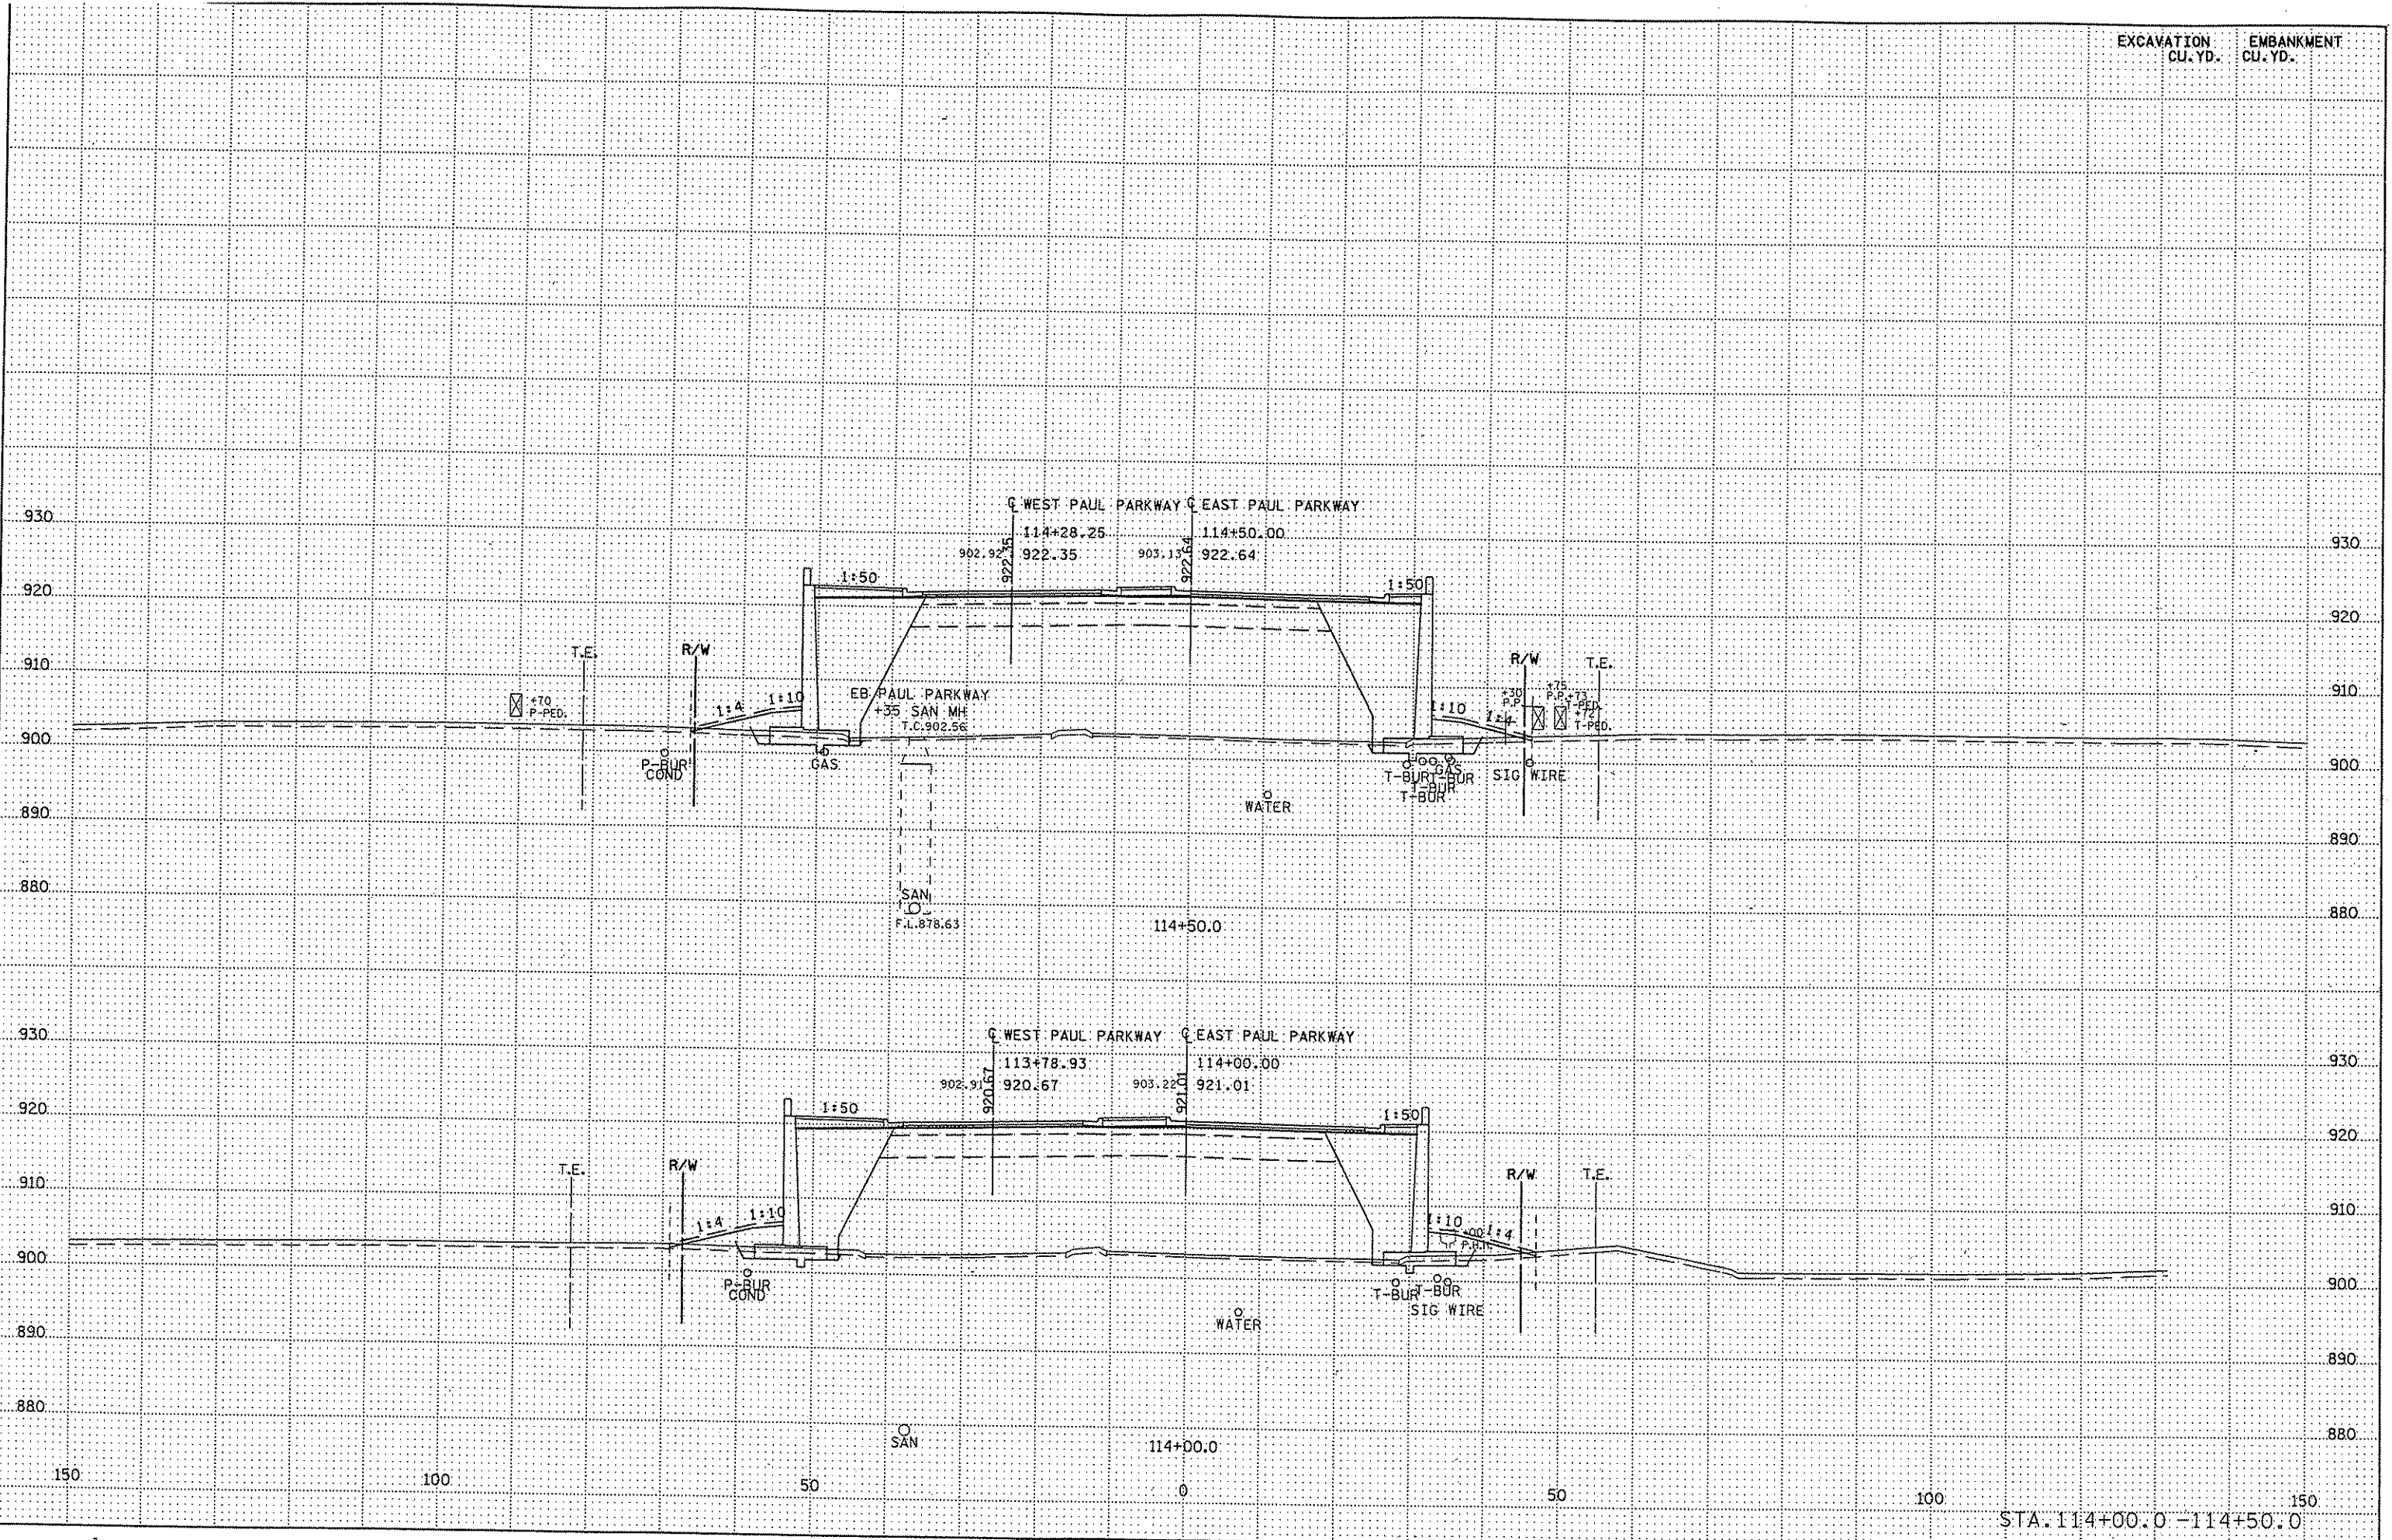 EXCAVATION EMBANKMENT
CU.YD. CU.YD.
℄ WEST PAUL PARKWAY ℄ EAST PAUL PARKWAY
114+28.25 114+50.00
902.92 922.35 922.35 903.13 922.64 922.64
930 930
1:50 1:50
920 920
T.E. R/W R/W T.E.
910 910
+70
P-PED.
1:4 1:10
EB PAUL PARKWAY
+35 SAN MH
T.C.902.56
1:10 1:4
+30
P.P.
+75
P.P.+73
T-PED.
+72
T-PED.
900 900
P-BUR
COND
GAS
T-BUR T-BUR
GAS
T-BUR
T-BUR
SIG WIRE
WATER
890 890
880 880
SAN
F.L.878.63
114+50.0
℄ WEST PAUL PARKWAY ℄ EAST PAUL PARKWAY
113+78.93 114+00.00
902.91 920.67 920.67 903.22 921.01 921.01
930 930
1:50 1:50
920 920
T.E. R/W R/W T.E.
910 910
1:4 1:10
1:10 1:4
+00
P.H.H.
900 900
P-BUR
COND
T-BUR T-BUR
SIG WIRE
WATER
890 890
880 880
SAN
114+00.0
150 100 50 0 50 100 150
STA.114+00.0 -114+50.0